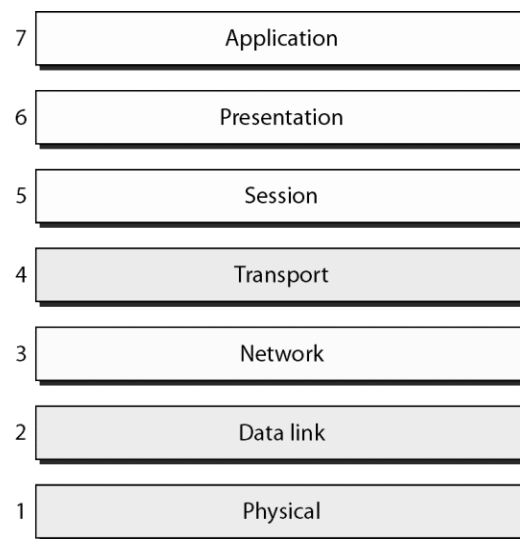 7 Application
6 Presentation
5 Session
4 Transport
3 Network
2 Data link
1 Physical